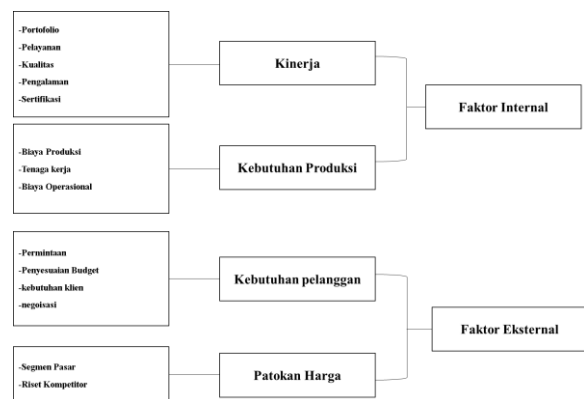 -Portofolio
-Pelayanan
-Kualitas
-Pengalaman
-Sertifikasi
Kinerja
Faktor Internal
-Biaya Produksi
-Tenaga kerja
-Biaya Operasional
Kebutuhan Produksi
-Permintaan
-Penyesuaian Budget
-kebutuhan klien
-negoisasi
Kebutuhan pelanggan
Faktor Eksternal
-Segmen Pasar
-Riset Kompetitor
Patokan Harga